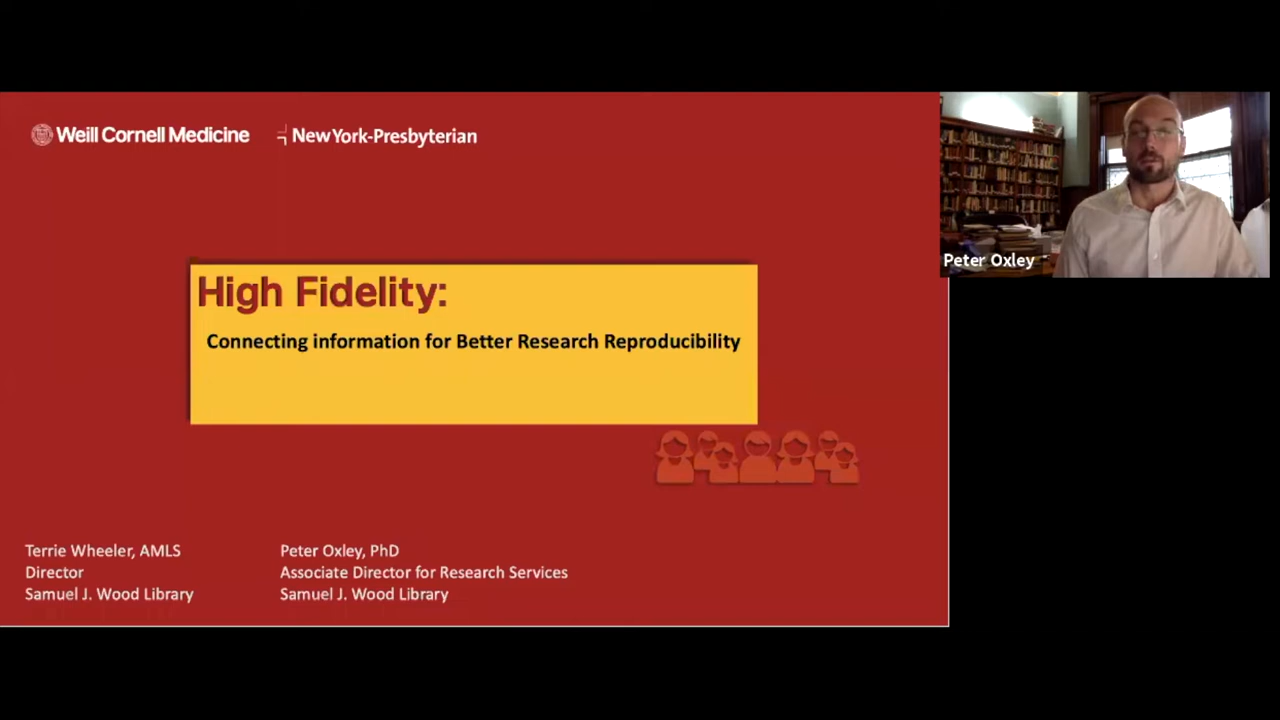 Weill Cornell Medicine
NewYork-Presbyterian
High Fidelity:
Connecting information for Better Research Reproducibility
Terrie Wheeler, AMLS
Director
Samuel J. Wood Library
Peter Oxley, PhD
Associate Director for Research Services
Samuel J. Wood Library
Peter Oxley